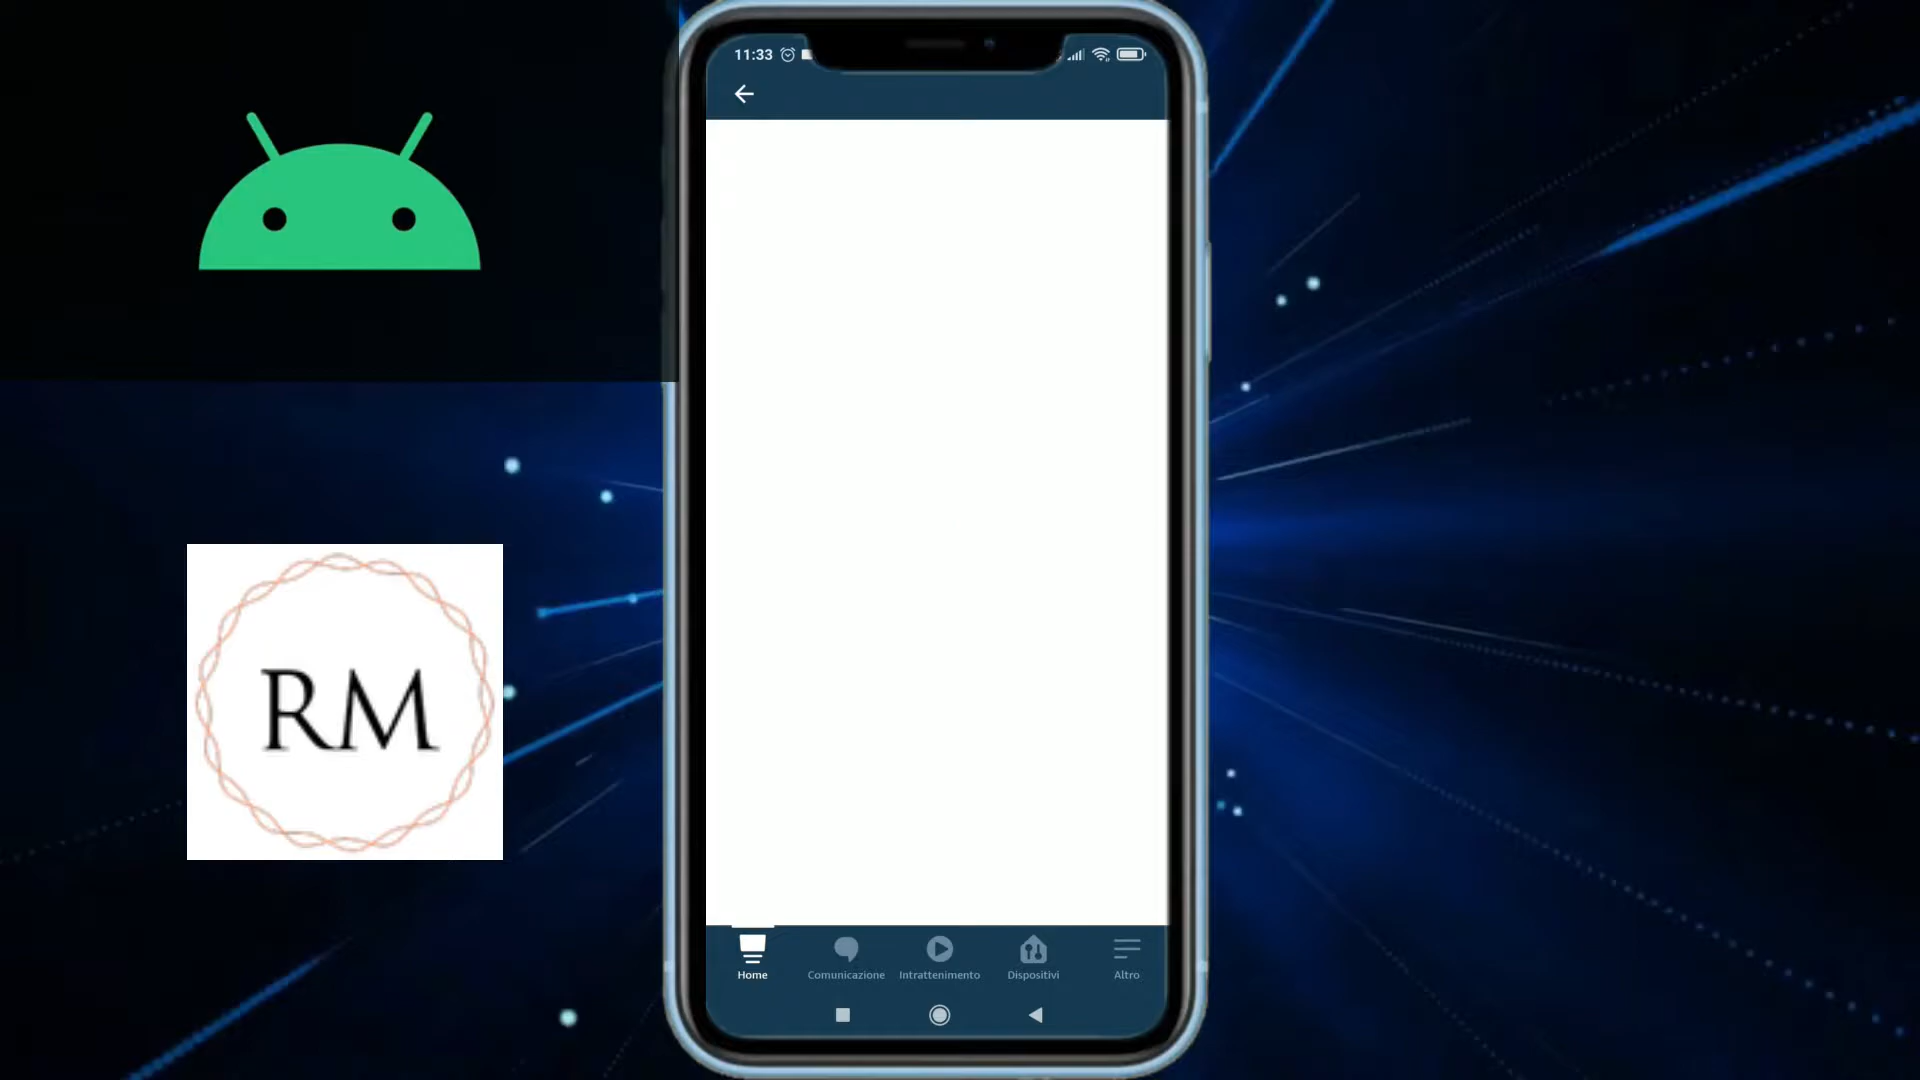 11:33
RM
Home
Comunicazione
Intrattenimento
Dispositivi
Altro